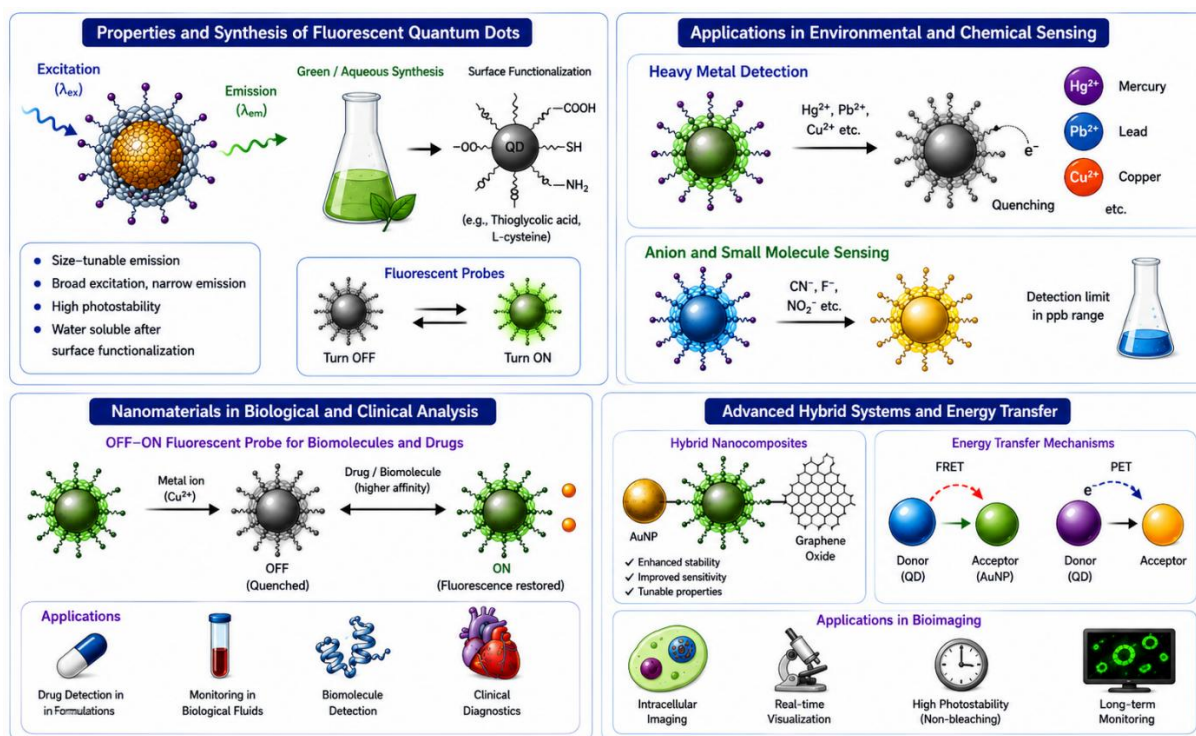 Properties and Synthesis of Fluorescent Quantum Dots
Excitation
(λex)
Emission
(λem)
Green / Aqueous Synthesis
Surface Functionalization
COOH
-OO
QD
SH
NH₂
(e.g., Thioglycolic acid,
L-cysteine)
Size–tunable emission
Broad excitation, narrow emission
High photostability
Water soluble after
surface functionalization
Fluorescent Probes
Turn OFF
Turn ON
Applications in Environmental and Chemical Sensing
Heavy Metal Detection
Hg²⁺, Pb²⁺,
Cu²⁺ etc.
e⁻
Quenching
Hg²⁺
Mercury
Pb²⁺
Lead
Cu²⁺
Copper
etc.
Anion and Small Molecule Sensing
CN⁻, F⁻,
NO₂⁻ etc.
Detection limit
in ppb range
Nanomaterials in Biological and Clinical Analysis
OFF–ON Fluorescent Probe for Biomolecules and Drugs
Metal ion
(Cu²⁺)
Drug / Biomolecule
(higher affinity)
OFF
(Quenched)
ON
(Fluorescence restored)
Applications
Drug Detection in
in Formulations
Monitoring in
Biological Fluids
Biomolecule
Detection
Clinical
Diagnostics
Advanced Hybrid Systems and Energy Transfer
Hybrid Nanocomposites
AuNP
Graphene
Oxide
✓ Enhanced stability
✓ Improved sensitivity
✓ Tunable properties
Energy Transfer Mechanisms
FRET
Donor
(QD)
Acceptor
(AuNP)
PET
e⁻
Donor
(QD)
Acceptor
Applications in Bioimaging
Intracellular
Imaging
Real-time
Visualization
High Photostability
(Non-bleaching)
Long-term
Monitoring